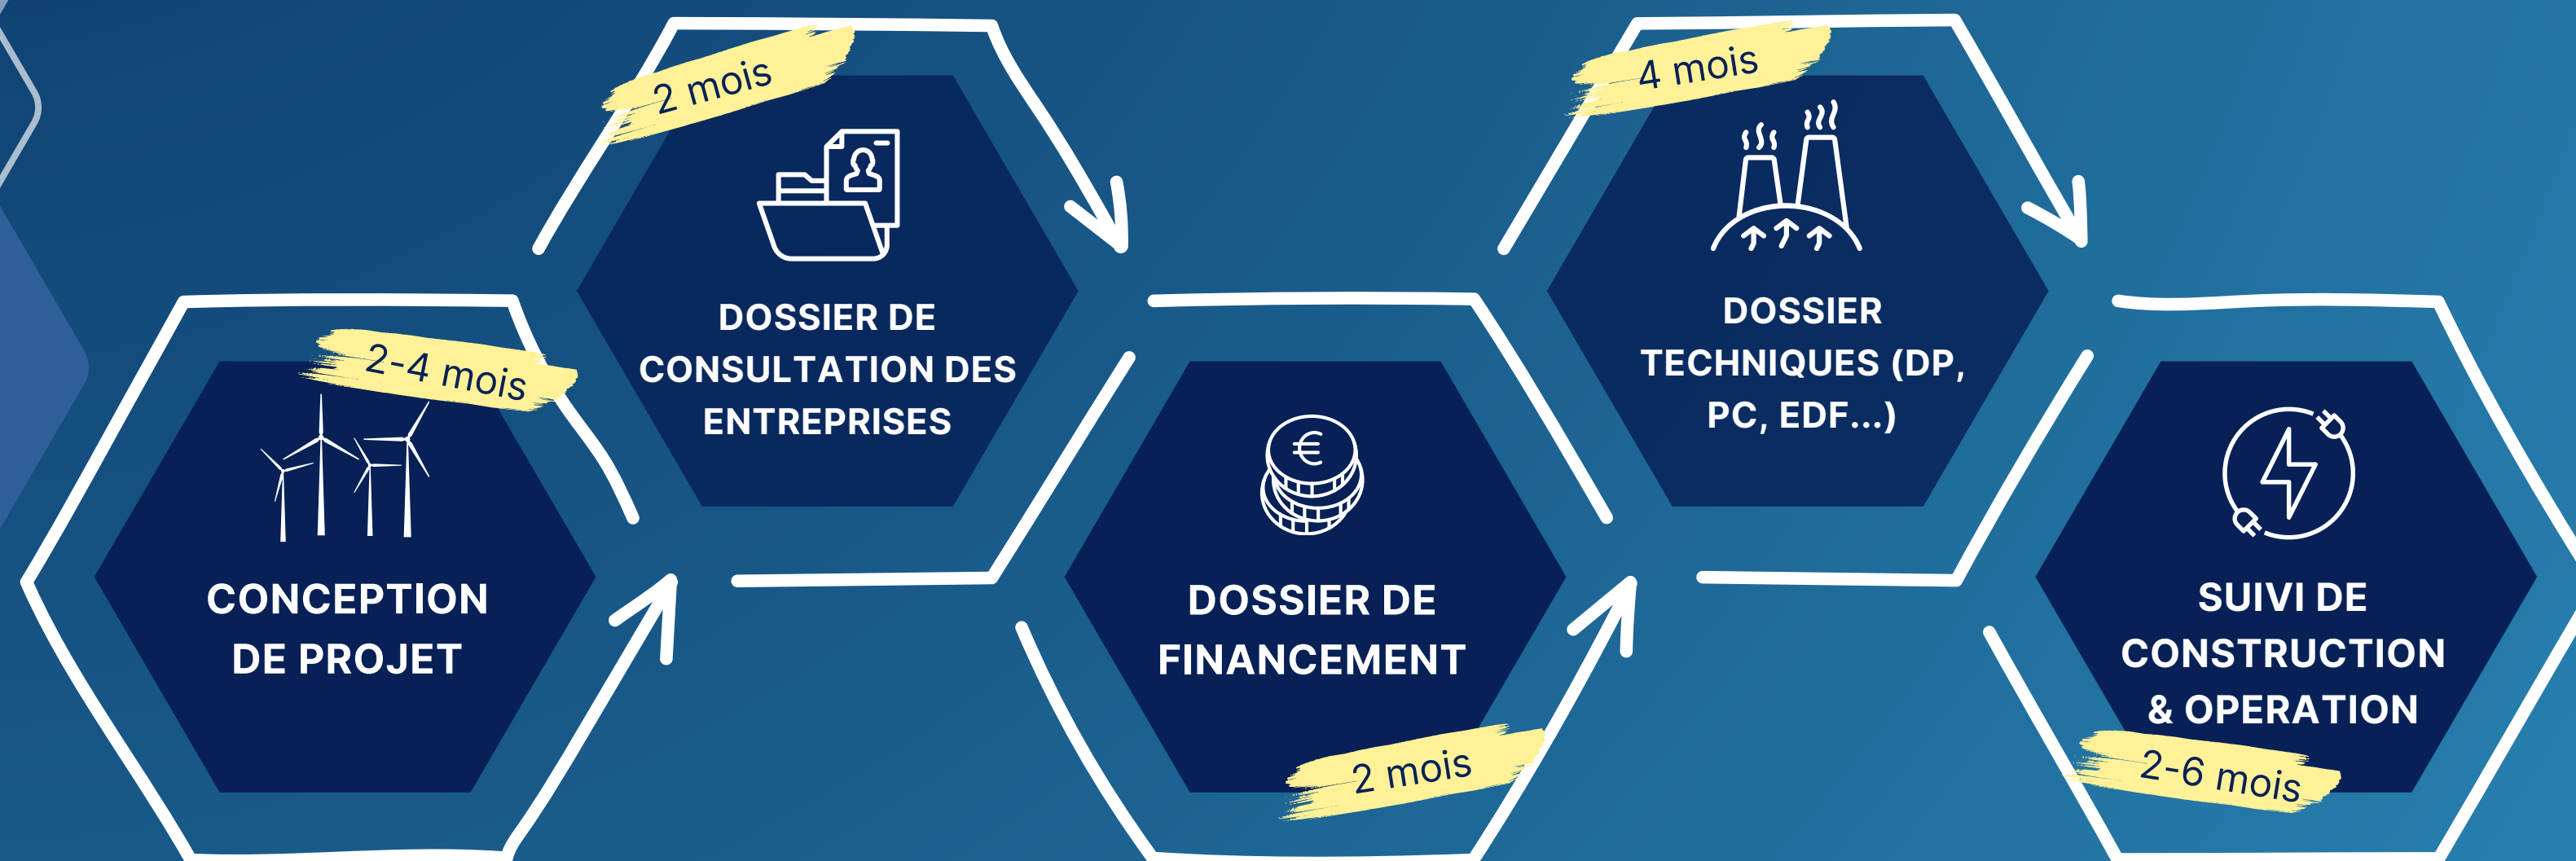 2-4 mois
CONCEPTION
DE PROJET
2 mois
DOSSIER DE
CONSULTATION DES
ENTREPRISES
€
DOSSIER DE
FINANCEMENT
2 mois
4 mois
DOSSIER
TECHNIQUES (DP,
PC, EDF...)
SUIVI DE
CONSTRUCTION
& OPERATION
2-6 mois